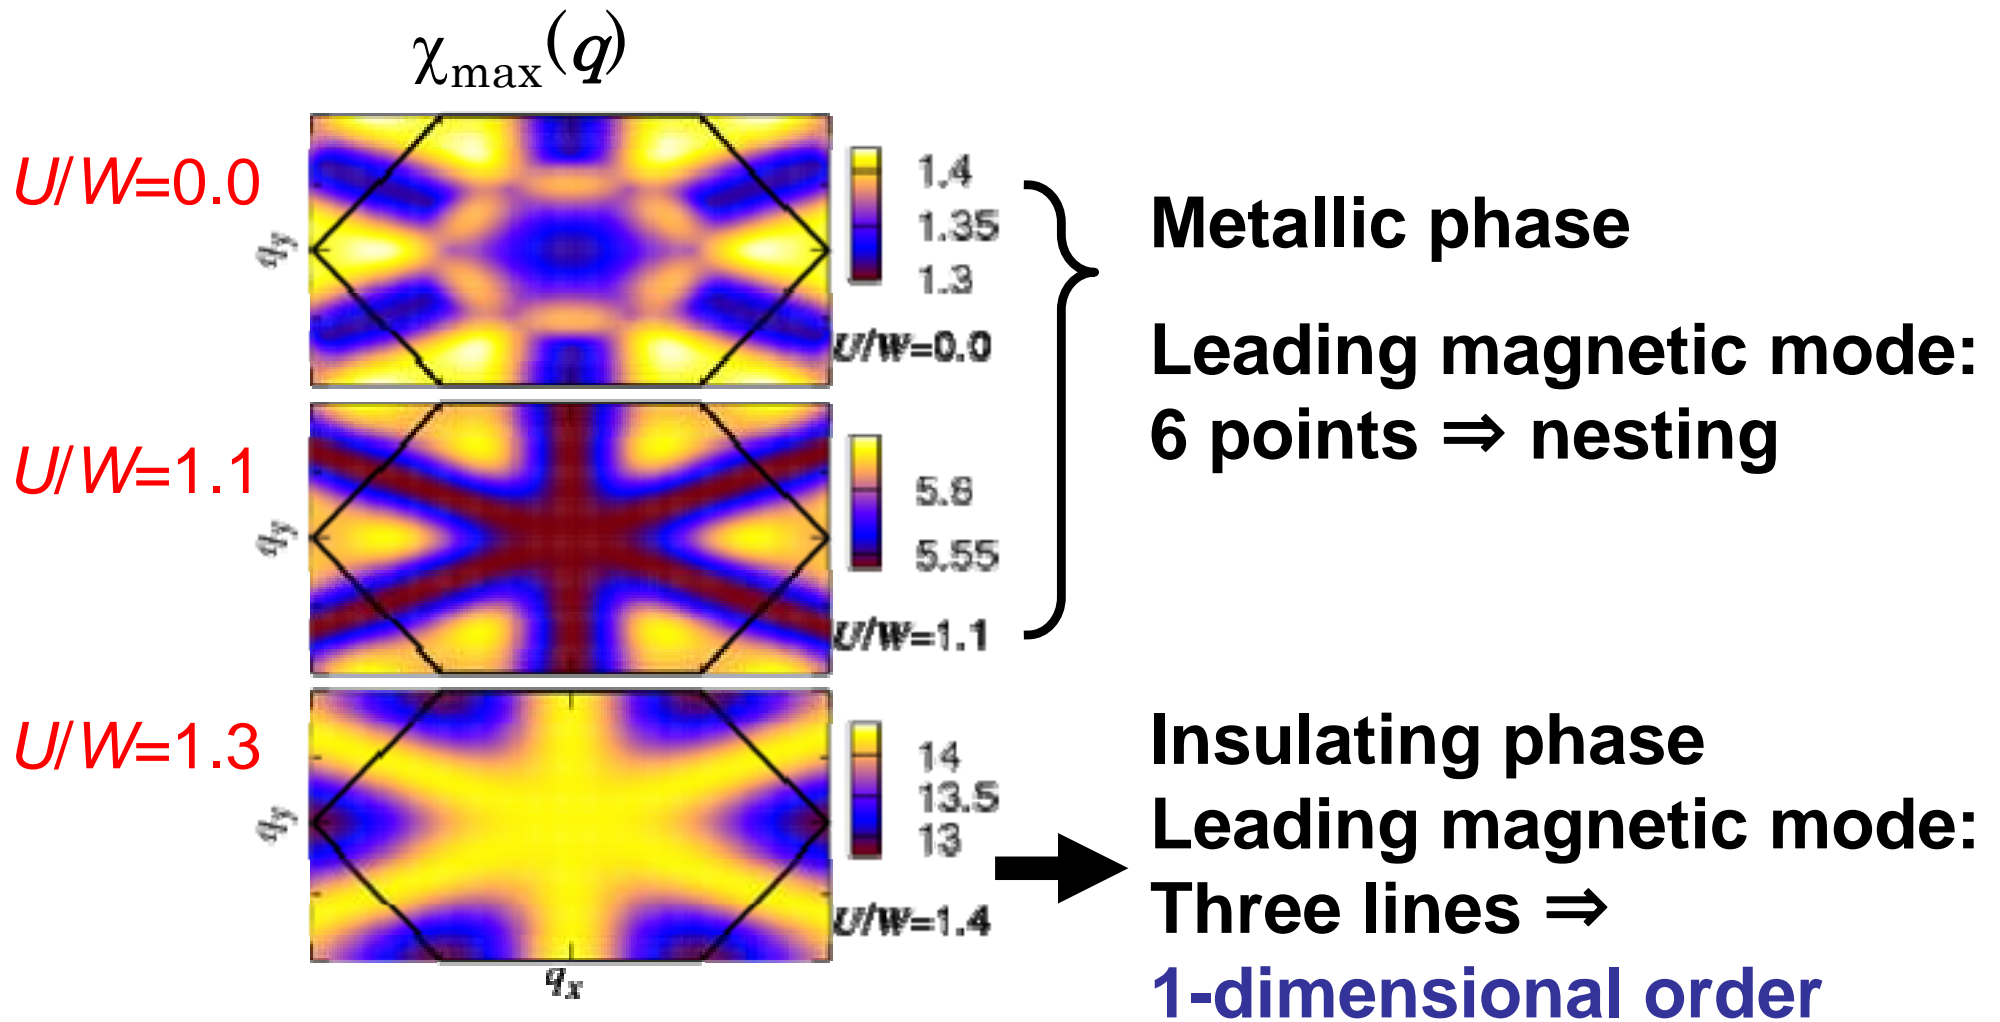 χmax(q)
U/W=0.0
qy
1.4
1.35
1.3
U/W=0.0
Metallic phase
Leading magnetic mode:
6 points ⇒ nesting
U/W=1.1
qy
5.6
5.55
U/W=1.1
U/W=1.3
qy
14
13.5
13
U/W=1.4
qx
Insulating phase
Leading magnetic mode:
Three lines ⇒
1-dimensional order